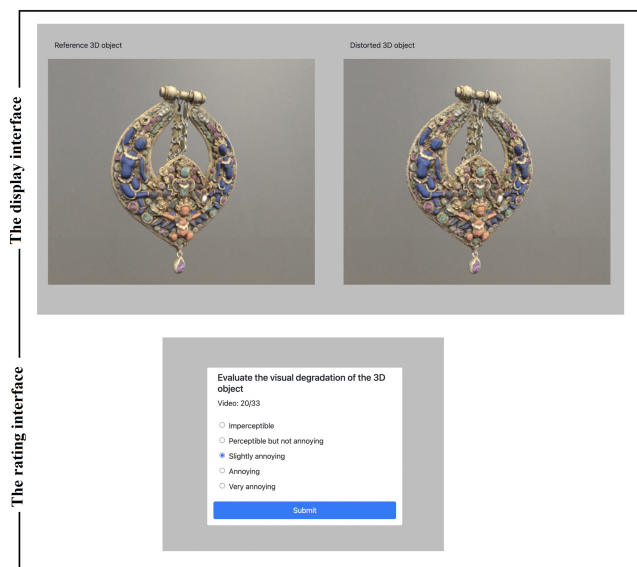 The display interface
Reference 3D object
Distorted 3D object
The rating interface
Evaluate the visual degradation of the 3D
object
Video: 20/33
Imperceptible
Perceptible but not annoying
Slightly annoying
Annoying
Very annoying
Submit